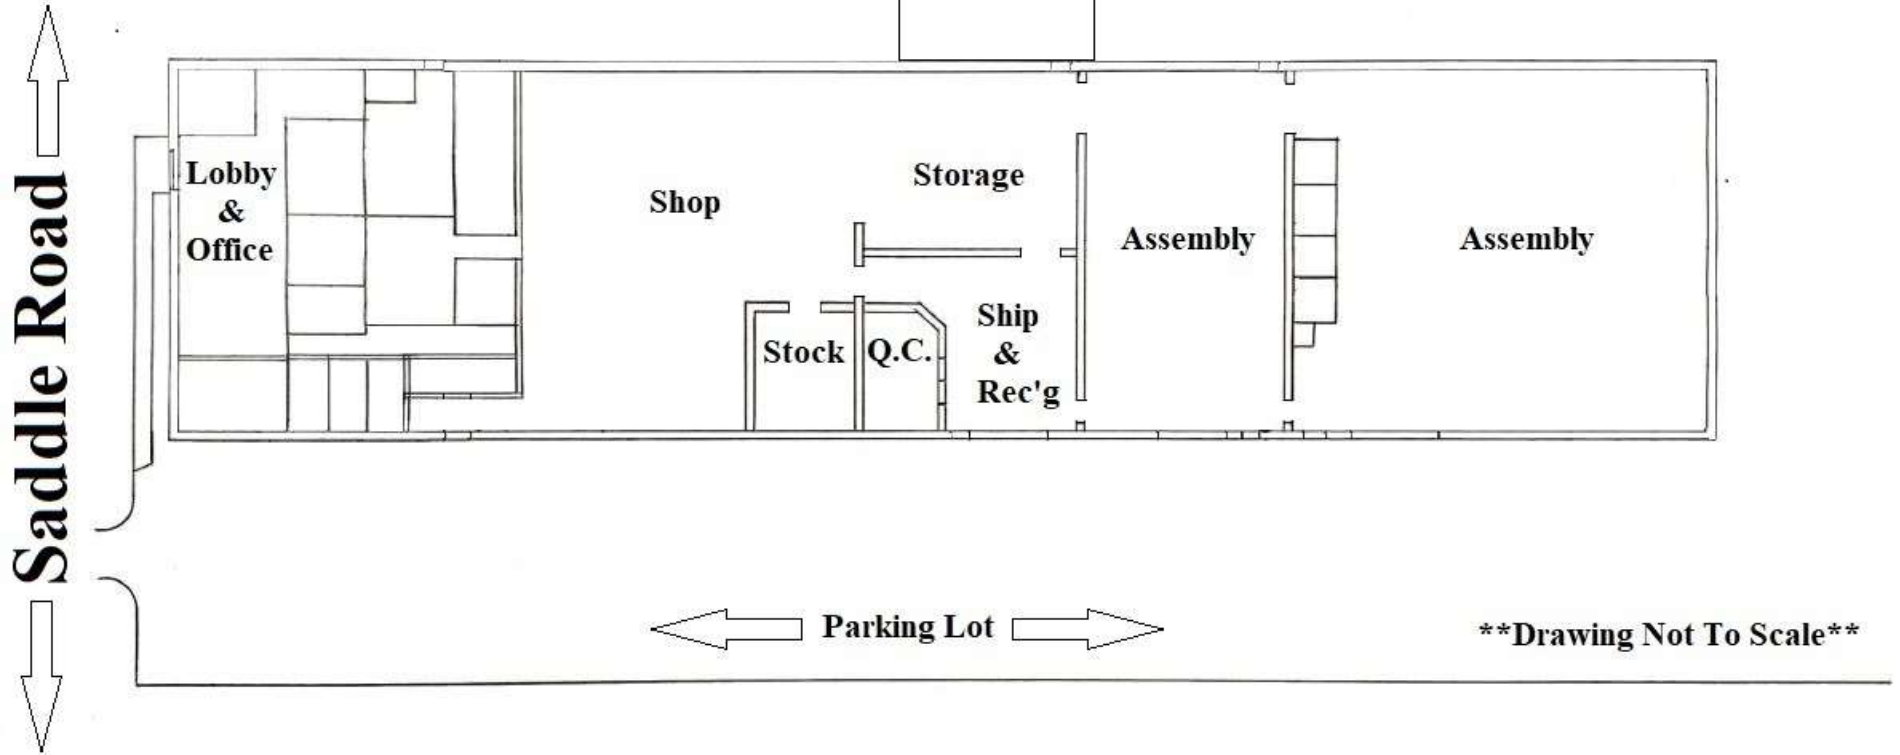 Saddle Road
Lobby
&
Office
Shop
Storage
Assembly
Assembly
Stock
Q.C.
Ship
&
Rec'g
Parking Lot
**Drawing Not To Scale**